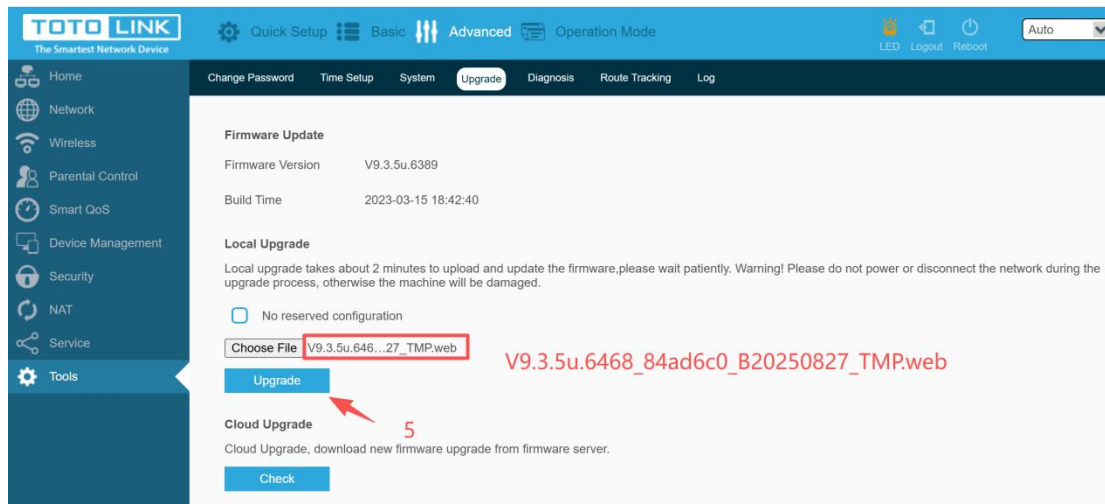 TOTO LINK
The Smartest Network Device
Quick Setup Basic Advanced Operation Mode
LED Logout Reboot
Auto
Home
Network
Wireless
Parental Control
Smart QoS
Device Management
Security
NAT
Service
Tools
Change Password Time Setup System Upgrade Diagnosis Route Tracking Log
Firmware Update
Firmware Version V9.3.5u.6389
Build Time 2023-03-15 18:42:40
Local Upgrade
Local upgrade takes about 2 minutes to upload and update the firmware,please wait patiently. Warning! Please do not power or disconnect the network during the
upgrade process, otherwise the machine will be damaged.
No reserved configuration
Choose File V9.3.5u.646...27_TMP.web
V9.3.5u.6468_84ad6c0_B20250827_TMP.web
Upgrade
5
Cloud Upgrade
Cloud Upgrade, download new firmware upgrade from firmware server.
Check